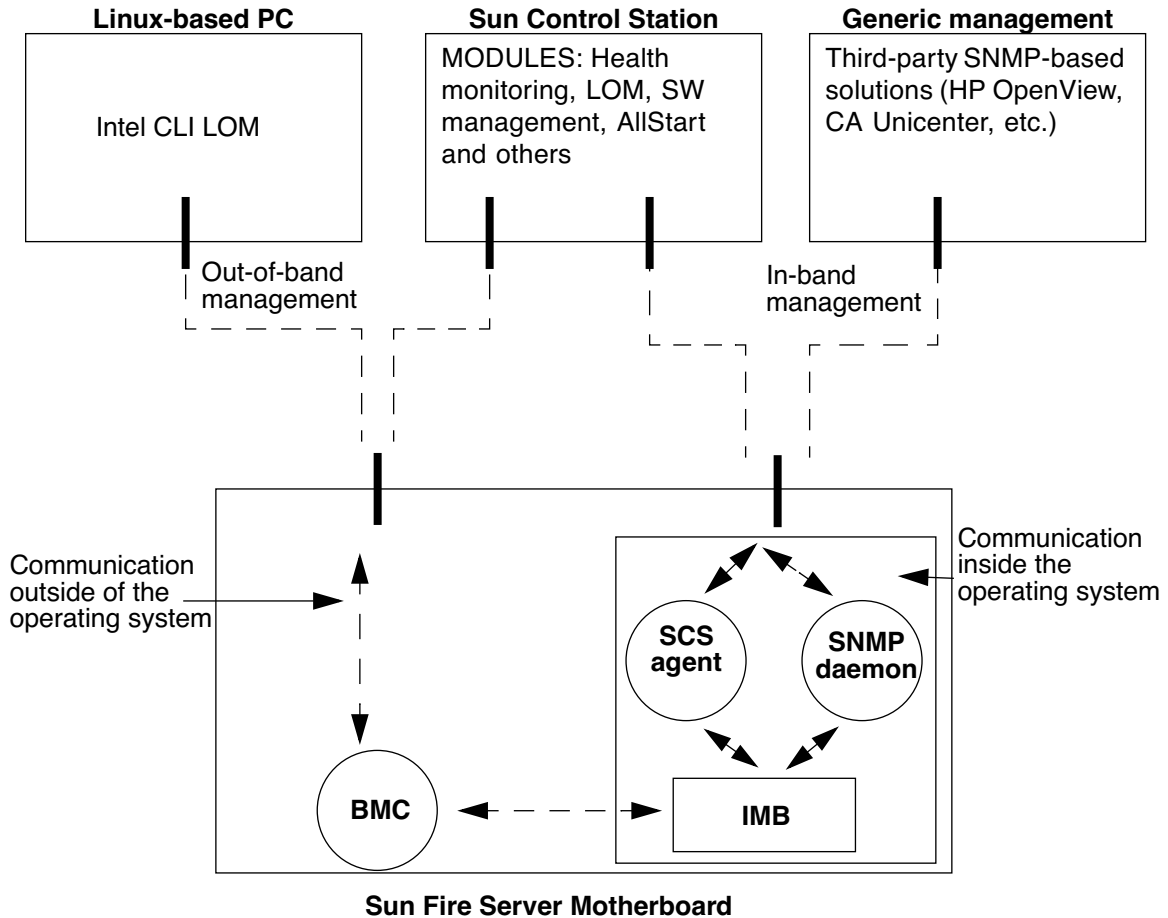 Linux-based PC
Intel CLI LOM
Sun Control Station
MODULES: Health
monitoring, LOM, SW
management, AllStart
and others
Generic management
Third-party SNMP-based
solutions (HP OpenView,
CA Unicenter, etc.)
Out-of-band
management
In-band
management
Communication
outside of the
operating system
Communication
inside the
operating system
SCS
agent
SNMP
daemon
BMC
IMB
Sun Fire Server Motherboard